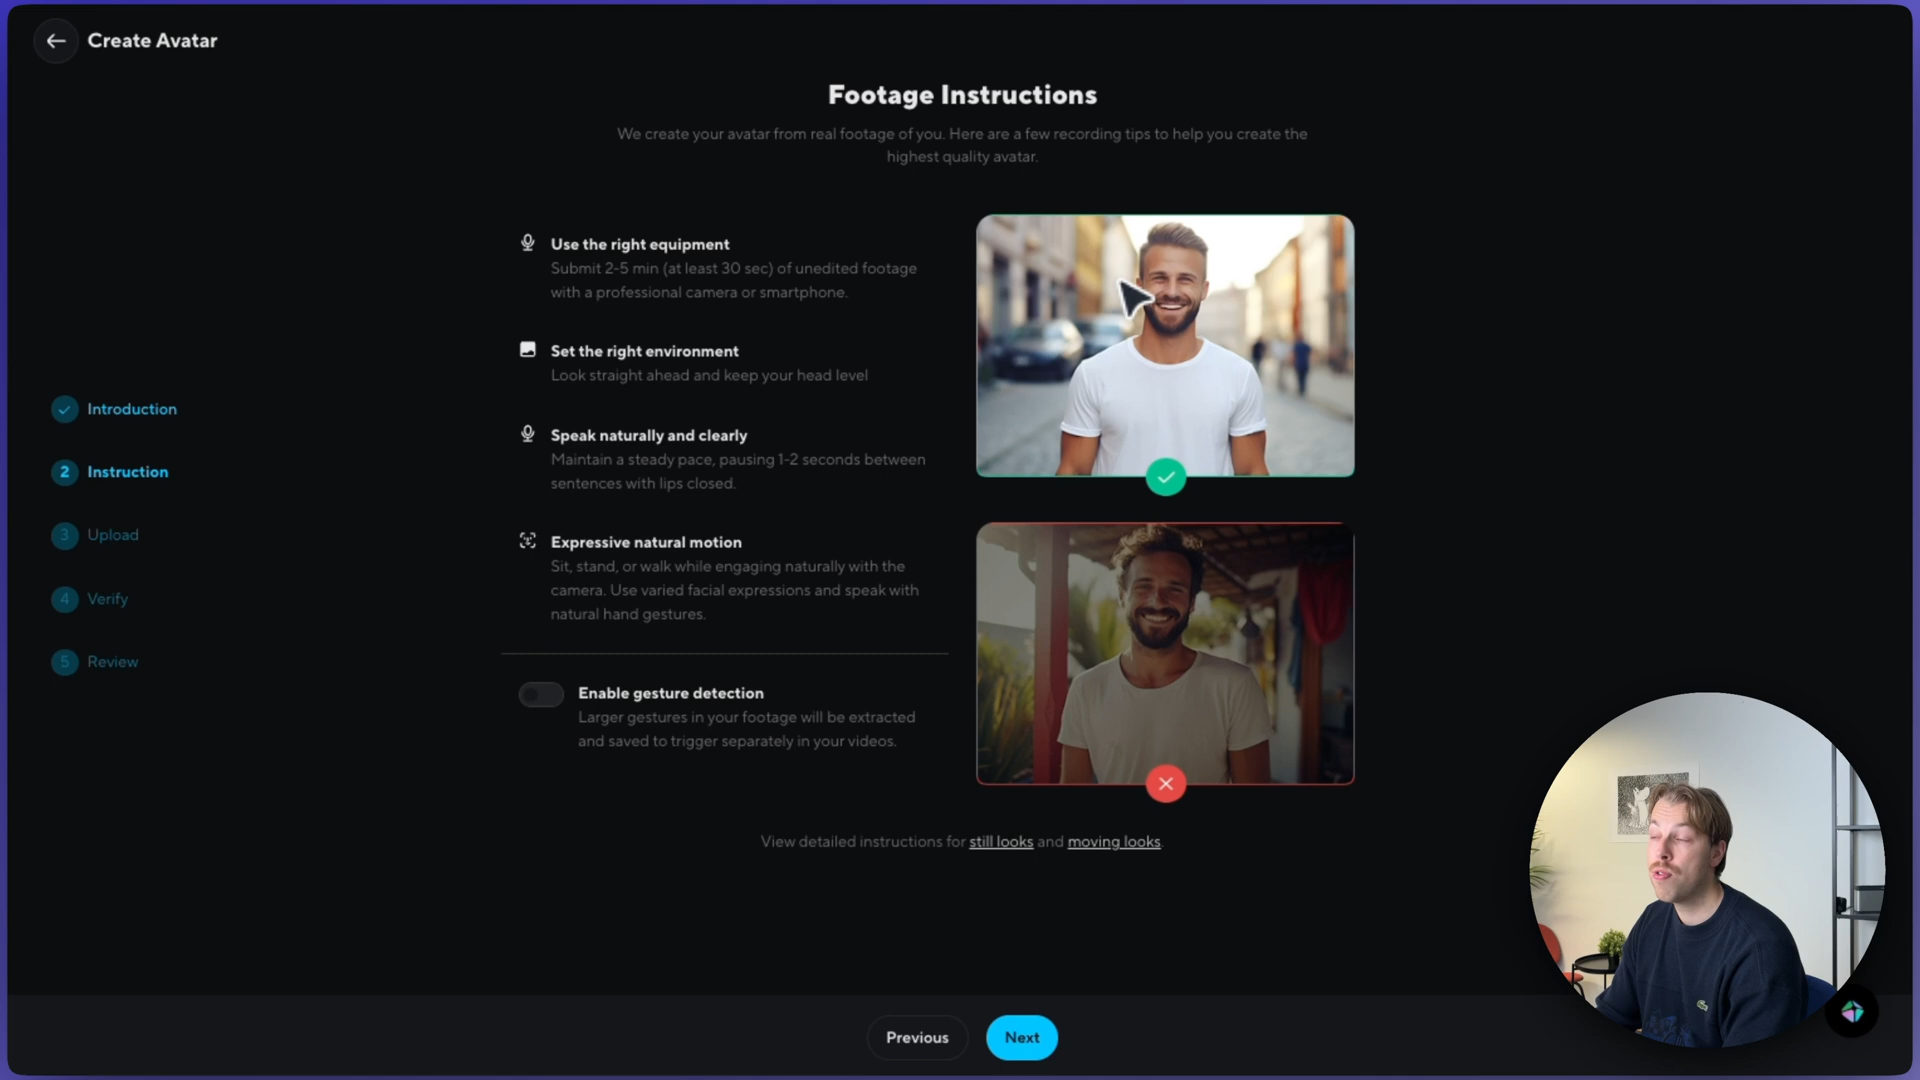 Create Avatar
Footage Instructions
We create your avatar from real footage of you. Here are a few recording tips to help you create the
highest quality avatar.
Use the right equipment
Submit 2-5 min (at least 30 sec) of unedited footage
with a professional camera or smartphone.
Set the right environment
Look straight ahead and keep your head level
Speak naturally and clearly
Maintain a steady pace, pausing 1-2 seconds between
sentences with lips closed.
Expressive natural motion
Sit, stand, or walk while engaging naturally with the
camera. Use varied facial expressions and speak with
natural hand gestures.
Enable gesture detection
Larger gestures in your footage will be extracted
and saved to trigger separately in your videos.
Introduction
2 Instruction
3 Upload
4 Verify
5 Review
View detailed instructions for still looks and moving looks.
Previous
Next